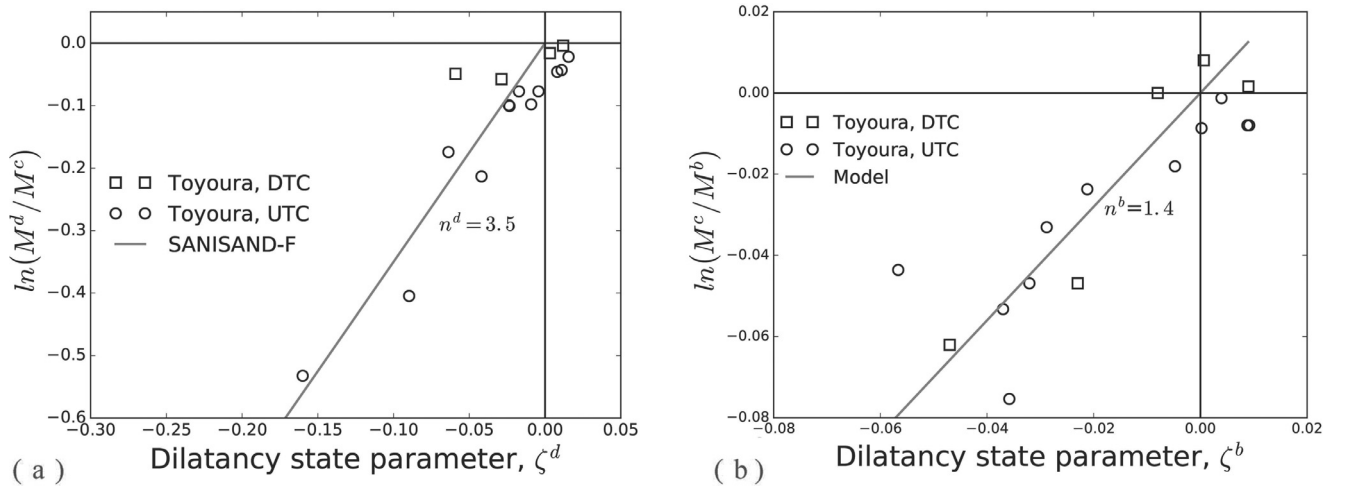 0.0
−0.1
−0.2
−0.3
−0.4
−0.5
−0.6
ln(M^d/M^c)
Toyoura, DTC
Toyoura, UTC
SANISAND-F
n^d=3.5
−0.30
−0.25
−0.20
−0.15
−0.10
−0.05
0.00
0.05
(a)
Dilatancy state parameter, ζ^d
0.02
0.00
−0.02
−0.04
−0.06
−0.08
ln(M^c/M^b)
Toyoura, DTC
Toyoura, UTC
Model
n^b=1.4
−0.08
−0.06
−0.04
−0.02
0.00
0.02
(b)
Dilatancy state parameter, ζ^b